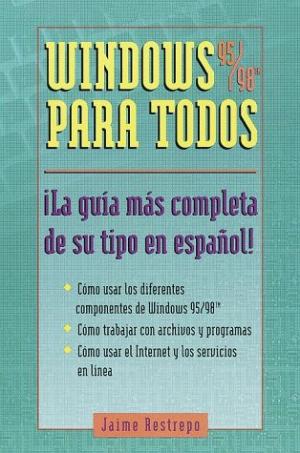 WINDOWS 95/98™
PARA TODOS
¡La guía más completa
de su tipo en español!
Cómo usar los diferentes
componentes de Windows 95/98™
Cómo trabajar con archivos y programas
Cómo usar el Internet y los servicios
en línea
Jaime Restrepo